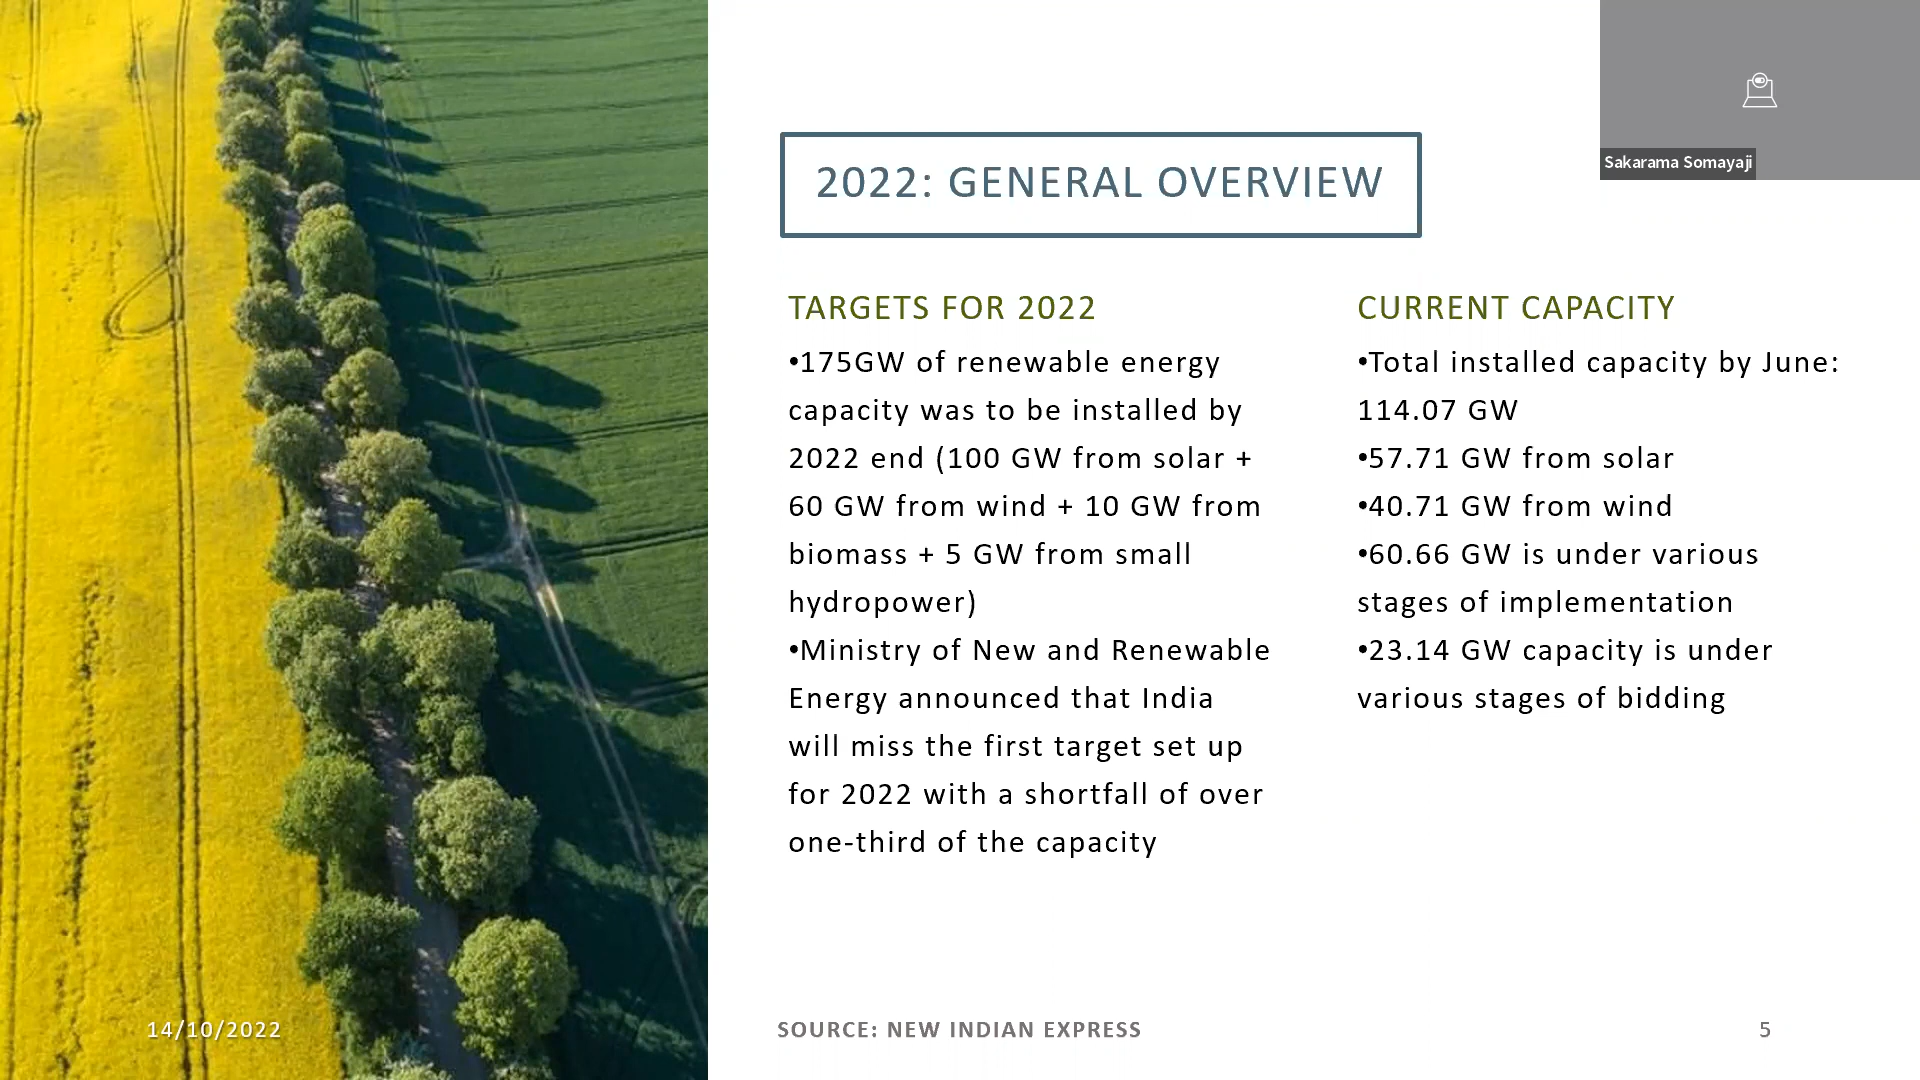 Sakarama Somayaji
2022: GENERAL OVERVIEW
TARGETS FOR 2022
•175GW of renewable energy
capacity was to be installed by
2022 end (100 GW from solar +
60 GW from wind + 10 GW from
biomass + 5 GW from small
hydropower)
•Ministry of New and Renewable
Energy announced that India
will miss the first target set up
for 2022 with a shortfall of over
one-third of the capacity
CURRENT CAPACITY
•Total installed capacity by June:
114.07 GW
•57.71 GW from solar
•40.71 GW from wind
•60.66 GW is under various
stages of implementation
•23.14 GW capacity is under
various stages of bidding
14/10/2022
SOURCE: NEW INDIAN EXPRESS
5